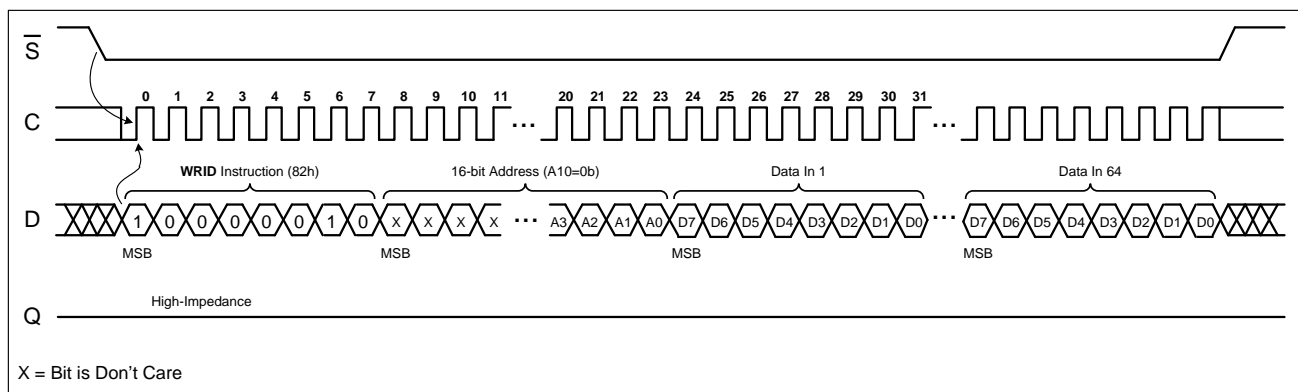 S
C
0 1 2 3 4 5 6 7 8 9 10 11 ... 20 21 22 23 24 25 26 27 28 29 30 31 ...
WRID Instruction (82h) 16-bit Address (A10=0b) Data In 1 Data In 64
D
1 0 0 0 0 0 1 0 X X X X ... A3 A2 A1 A0 D7 D6 D5 D4 D3 D2 D1 D0 ... D7 D6 D5 D4 D3 D2 D1 D0
MSB MSB MSB MSB
High-Impedance
Q
X = Bit is Don't Care